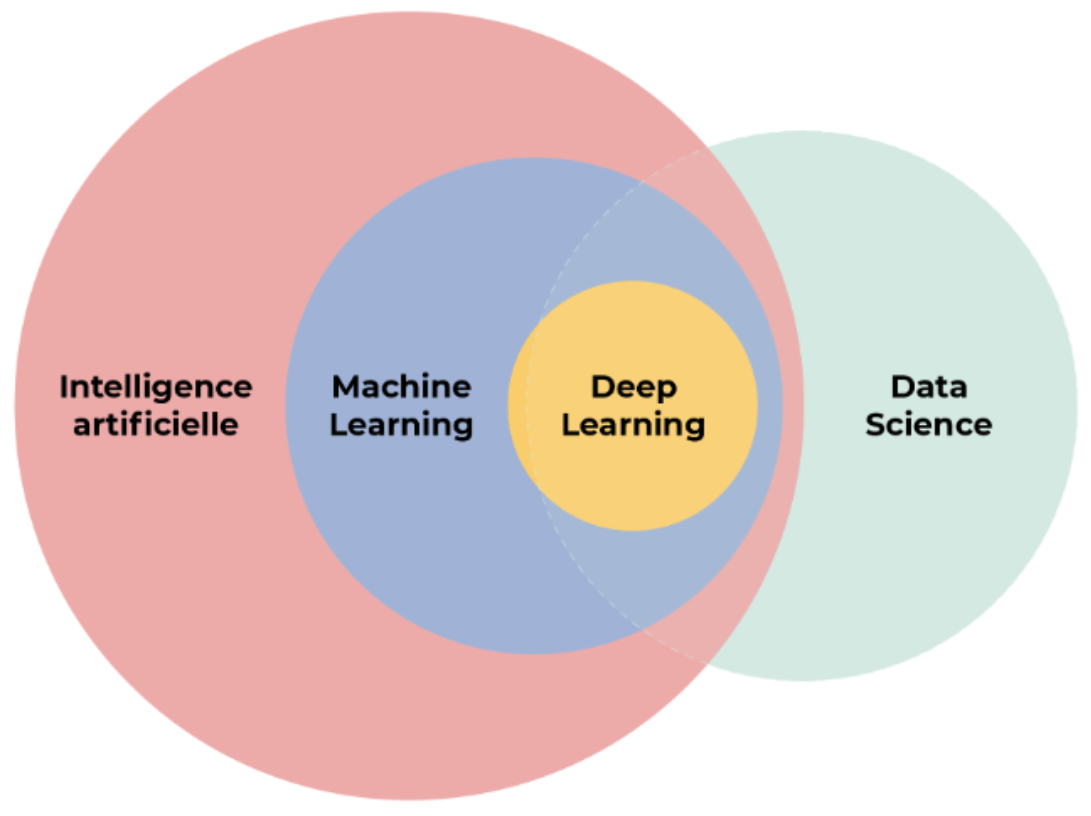 Intelligence
artificielle
Machine
Learning
Deep
Learning
Data
Science